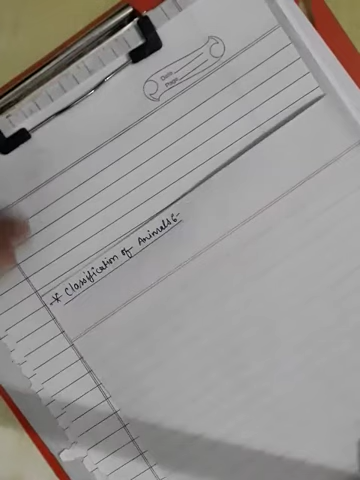 Date
Page
* Classification of Animals :-